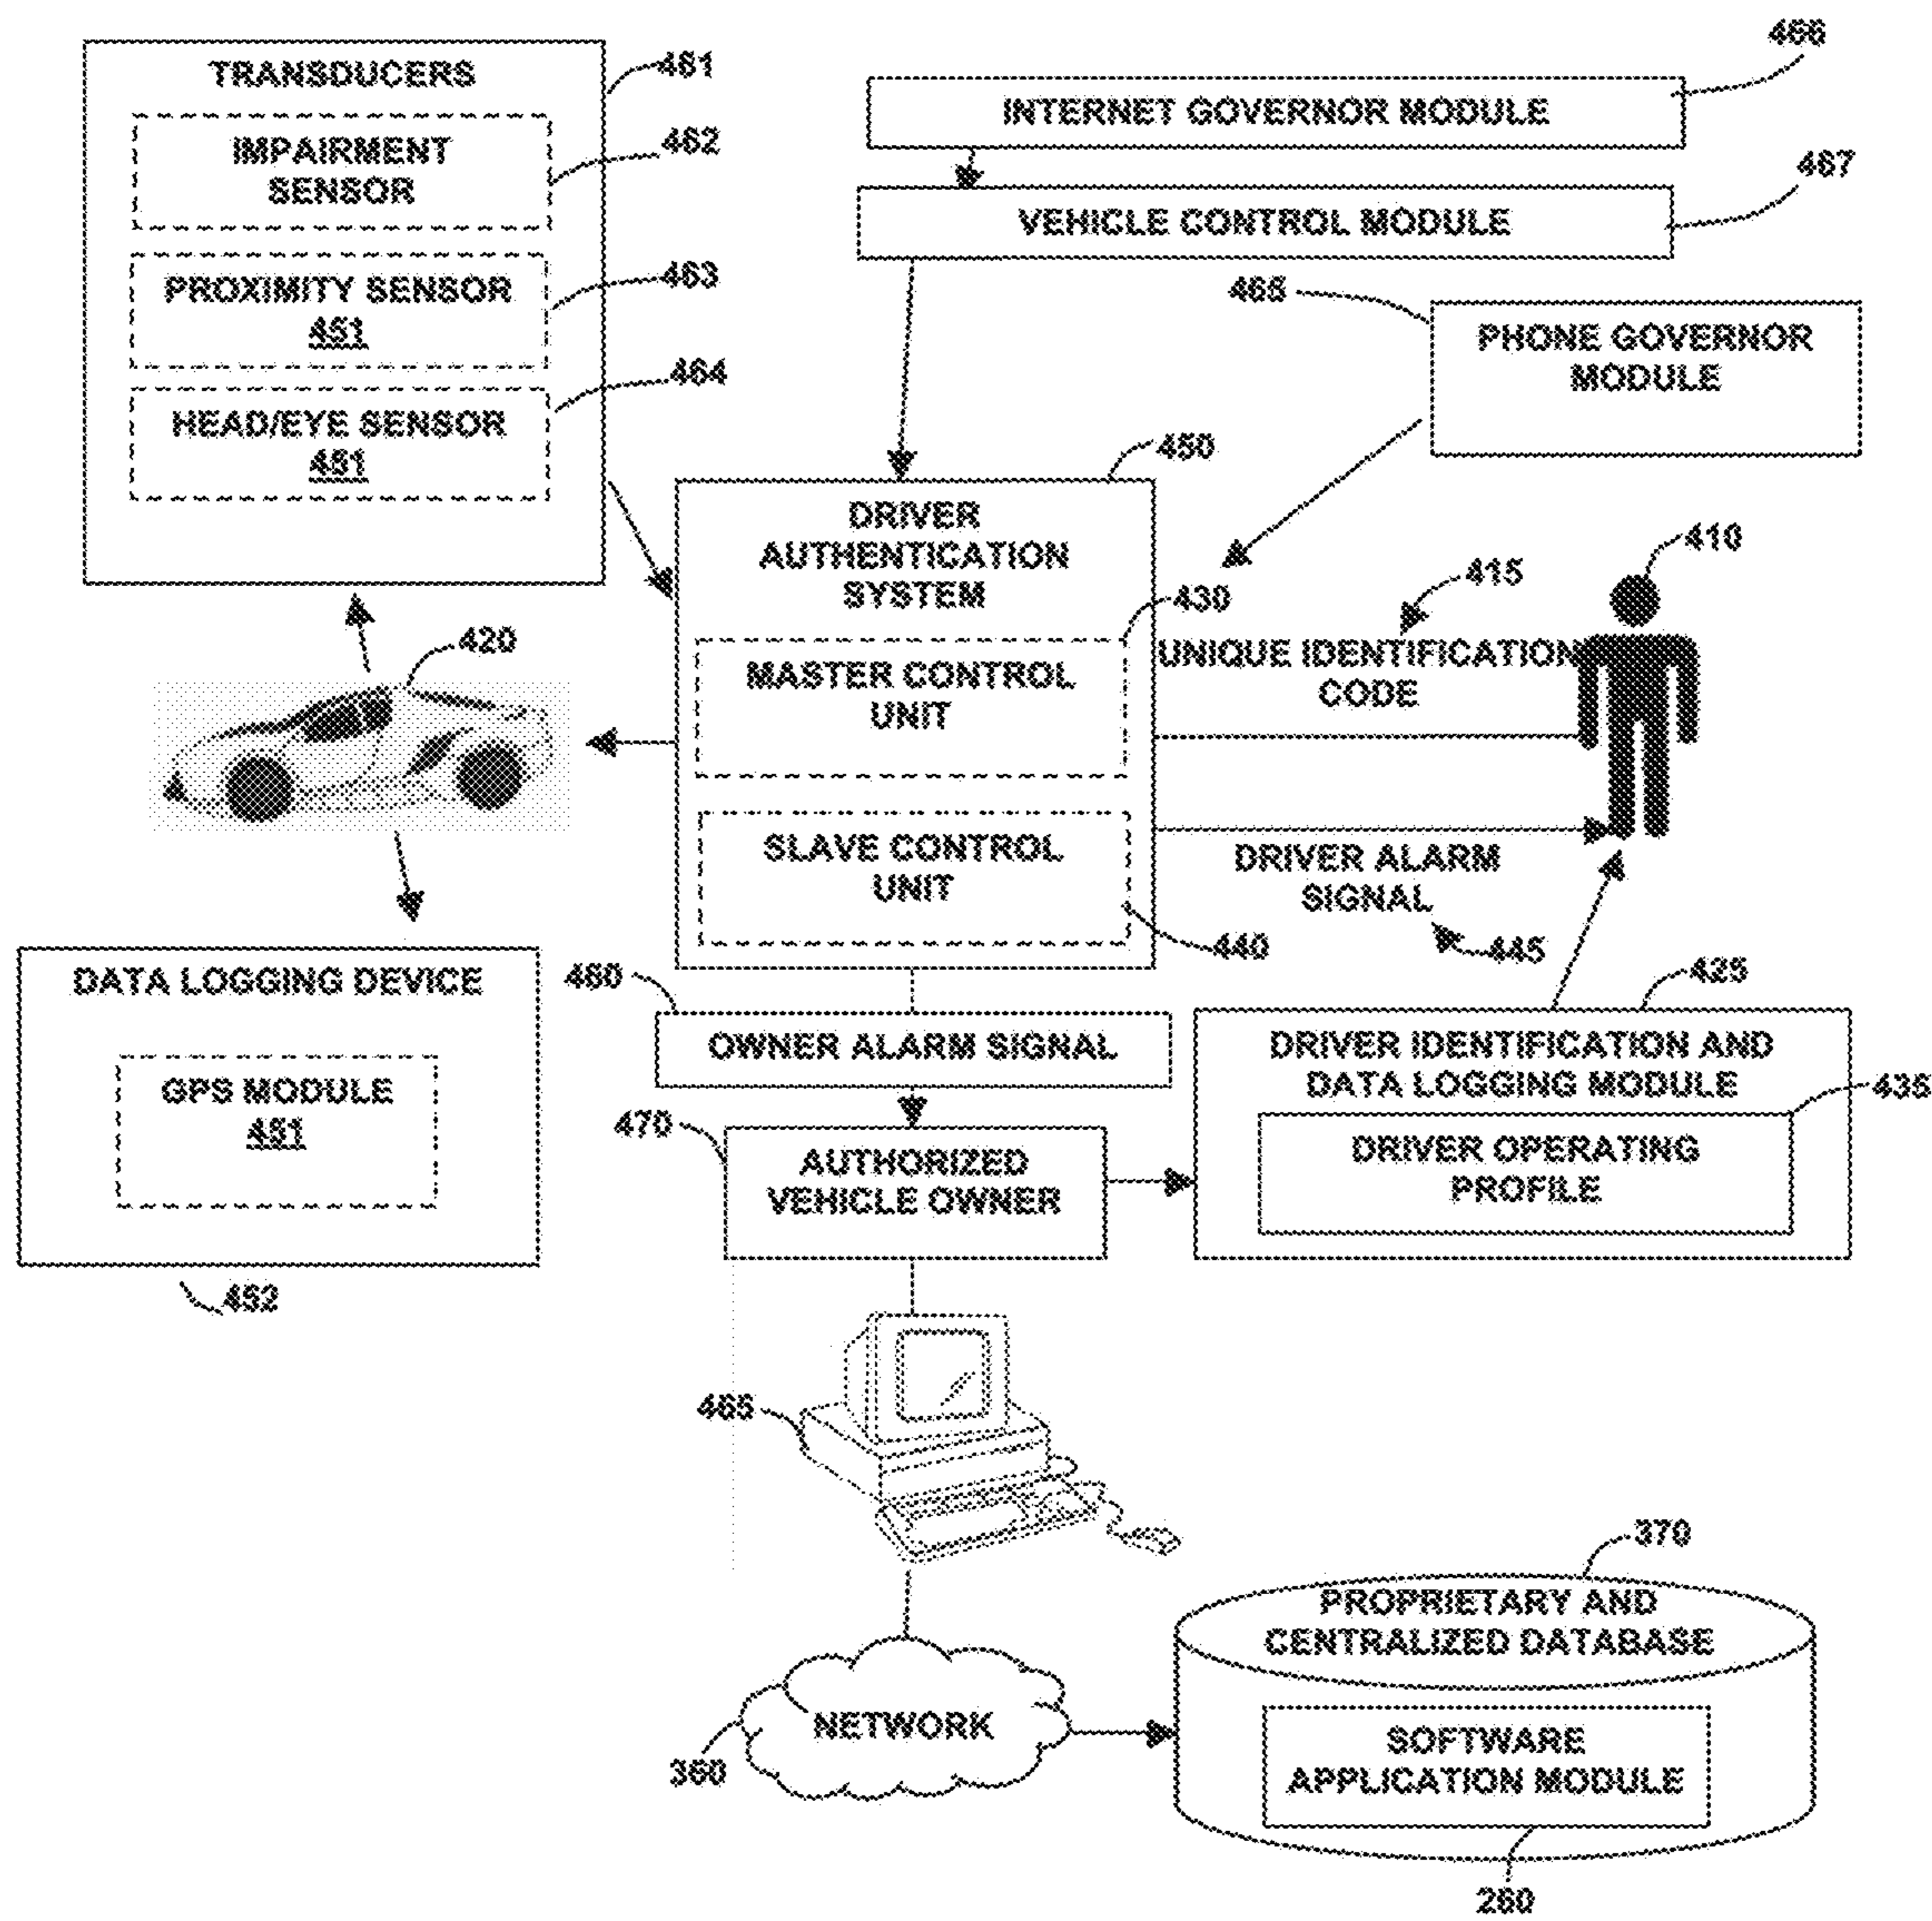 TRANSDUCERS
461
IMPAIRMENT
SENSOR
462
PROXIMITY SENSOR
451
463
HEAD/EYE SENSOR
451
464
466
INTERNET GOVERNOR MODULE
467
VEHICLE CONTROL MODULE
465
PHONE GOVERNOR
MODULE
450
DRIVER
AUTHENTICATION
SYSTEM
430
MASTER CONTROL
UNIT
SLAVE CONTROL
UNIT
440
410
415
UNIQUE IDENTIFICATION
CODE
DRIVER ALARM
SIGNAL
445
420
DATA LOGGING DEVICE
GPS MODULE
451
452
460
OWNER ALARM SIGNAL
470
AUTHORIZED
VEHICLE OWNER
425
DRIVER IDENTIFICATION AND
DATA LOGGING MODULE
435
DRIVER OPERATING
PROFILE
NETWORK
360
370
PROPRIETARY AND
CENTRALIZED DATABASE
SOFTWARE
APPLICATION MODULE
260